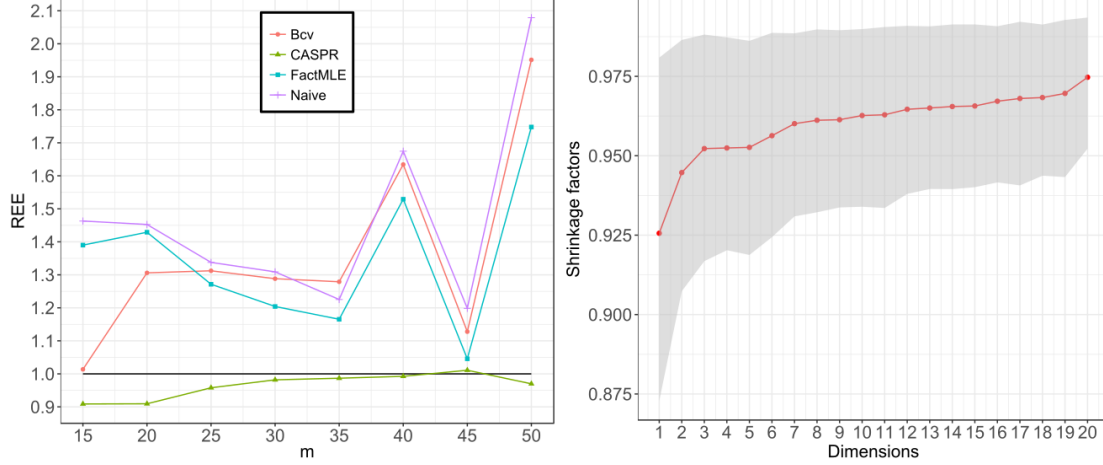 2.1
2.0
1.9
1.8
1.7
1.6
1.5
1.4
1.3
1.2
1.1
1.0
0.9
REE
Bcv
CASPR
FactMLE
Naive
15 20 25 30 35 40 45 50
m
0.975
0.950
0.925
0.900
0.875
Shrinkage factors
1 2 3 4 5 6 7 8 9 10 11 12 13 14 15 16 17 18 19 20
Dimensions